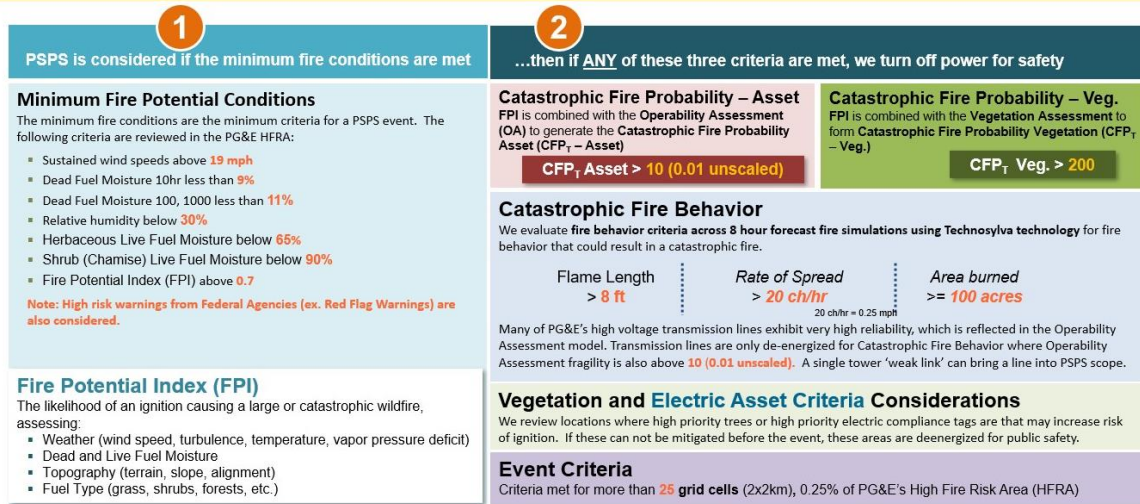 1
PSPS is considered if the minimum fire conditions are met
Minimum Fire Potential Conditions
The minimum fire conditions are the minimum criteria for a PSPS event. The
following criteria are reviewed in the PG&E HFRA:
▪ Sustained wind speeds above 19 mph
▪ Dead Fuel Moisture 10hr less than 9%
▪ Dead Fuel Moisture 100, 1000 less than 11%
▪ Relative humidity below 30%
▪ Herbaceous Live Fuel Moisture below 65%
▪ Shrub (Chamise) Live Fuel Moisture below 90%
▪ Fire Potential Index (FPI) above 0.7
Note: High risk warnings from Federal Agencies (ex. Red Flag Warnings) are
also considered.
Fire Potential Index (FPI)
The likelihood of an ignition causing a large or catastrophic wildfire,
assessing:
▪ Weather (wind speed, turbulence, temperature, vapor pressure deficit)
▪ Dead and Live Fuel Moisture
▪ Topography (terrain, slope, alignment)
▪ Fuel Type (grass, shrubs, forests, etc.)
2
...then if ANY of these three criteria are met, we turn off power for safety
Catastrophic Fire Probability – Asset
FPI is combined with the Operability Assessment
(OA) to generate the Catastrophic Fire Probability
Asset (CFPT – Asset)
CFPT Asset > 10 (0.01 unscaled)
Catastrophic Fire Probability – Veg.
FPI is combined with the Vegetation Assessment to
form Catastrophic Fire Probability Vegetation (CFPT
– Veg.)
CFPT Veg. > 200
Catastrophic Fire Behavior
We evaluate fire behavior criteria across 8 hour forecast fire simulations using Technosylva technology for fire
behavior that could result in a catastrophic fire.
Flame Length
> 8 ft
Rate of Spread
> 20 ch/hr
20 ch/hr = 0.25 mph
Area burned
>= 100 acres
Many of PG&E's high voltage transmission lines exhibit very high reliability, which is reflected in the Operability
Assessment model. Transmission lines are only de-energized for Catastrophic Fire Behavior where Operability
Assessment fragility is also above 10 (0.01 unscaled). A single tower 'weak link' can bring a line into PSPS scope.
Vegetation and Electric Asset Criteria Considerations
We review locations where high priority trees or high priority electric compliance tags are that may increase risk
of ignition. If these can not be mitigated before the event, these areas are deenergized for public safety.
Event Criteria
Criteria met for more than 25 grid cells (2x2km), 0.25% of PG&E's High Fire Risk Area (HFRA)